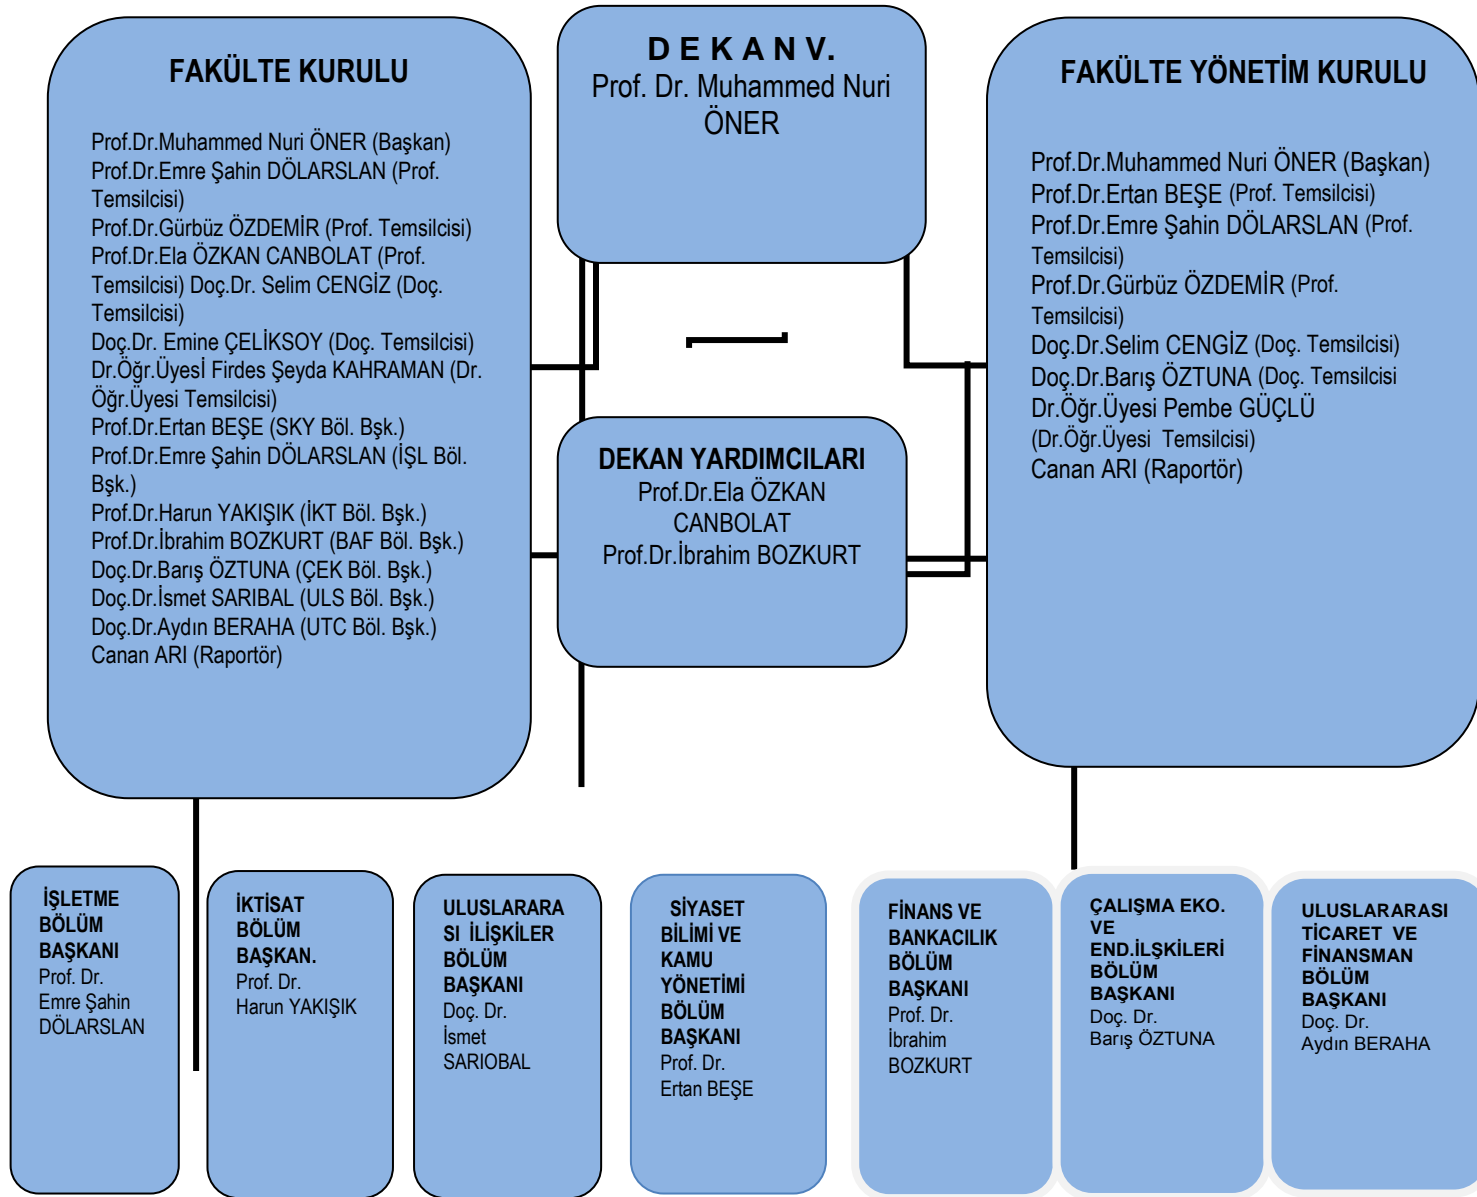 FAKÜLTE KURULU
Prof.Dr.Muhammed Nuri ÖNER (Başkan)
Prof.Dr.Emre Şahin DÖLARSLAN (Prof.
Temsilcisi)
Prof.Dr.Gürbüz ÖZDEMİR (Prof. Temsilcisi)
Prof.Dr.Ela ÖZKAN CANBOLAT (Prof.
Temsilcisi) Doç.Dr. Selim CENGİZ (Doç.
Temsilcisi)
Doç.Dr. Emine ÇELİKSOY (Doç. Temsilcisi)
Dr.Öğr.Üyesİ Firdes Şeyda KAHRAMAN (Dr.
Öğr.Üyesi Temsilcisi)
Prof.Dr.Ertan BEŞE (SKY Böl. Bşk.)
Prof.Dr.Emre Şahin DÖLARSLAN (İŞL Böl.
Bşk.)
Prof.Dr.Harun YAKIŞIK (İKT Böl. Bşk.)
Prof.Dr.İbrahim BOZKURT (BAF Böl. Bşk.)
Doç.Dr.Barış ÖZTUNA (ÇEK Böl. Bşk.)
Doç.Dr.İsmet SARIBAL (ULS Böl. Bşk.)
Doç.Dr.Aydın BERAHA (UTC Böl. Bşk.)
Canan ARI (Raportör)
D E K A N V.
Prof. Dr. Muhammed Nuri
ÖNER
DEKAN YARDIMCILARI
Prof.Dr.Ela ÖZKAN
CANBOLAT
Prof.Dr.İbrahim BOZKURT
FAKÜLTE YÖNETİM KURULU
Prof.Dr.Muhammed Nuri ÖNER (Başkan)
Prof.Dr.Ertan BEŞE (Prof. Temsilcisi)
Prof.Dr.Emre Şahin DÖLARSLAN (Prof.
Temsilcisi)
Prof.Dr.Gürbüz ÖZDEMİR (Prof.
Temsilcisi)
Doç.Dr.Selim CENGİZ (Doç. Temsilcisi)
Doç.Dr.Barış ÖZTUNA (Doç. Temsilcisi
Dr.Öğr.Üyesi Pembe GÜÇLÜ
(Dr.Öğr.Üyesi Temsilcisi)
Canan ARI (Raportör)
İŞLETME
BÖLÜM
BAŞKANI
Prof. Dr.
Emre Şahin
DÖLARSLAN
İKTİSAT
BÖLÜM
BAŞKAN.
Prof. Dr.
Harun YAKIŞIK
ULUSLARARA
SI İLİŞKİLER
BÖLÜM
BAŞKANI
Doç. Dr.
İsmet
SARIOBAL
SİYASET
BİLİMİ VE
KAMU
YÖNETİMİ
BÖLÜM
BAŞKANI
Prof. Dr.
Ertan BEŞE
FİNANS VE
BANKACILIK
BÖLÜM
BAŞKANI
Prof. Dr.
İbrahim
BOZKURT
ÇALIŞMA EKO.
VE
END.İLŞKİLERİ
BÖLÜM
BAŞKANI
Doç. Dr.
Barış ÖZTUNA
ULUSLARARASI
TİCARET VE
FİNANSMAN
BÖLÜM
BAŞKANI
Doç. Dr.
Aydın BERAHA